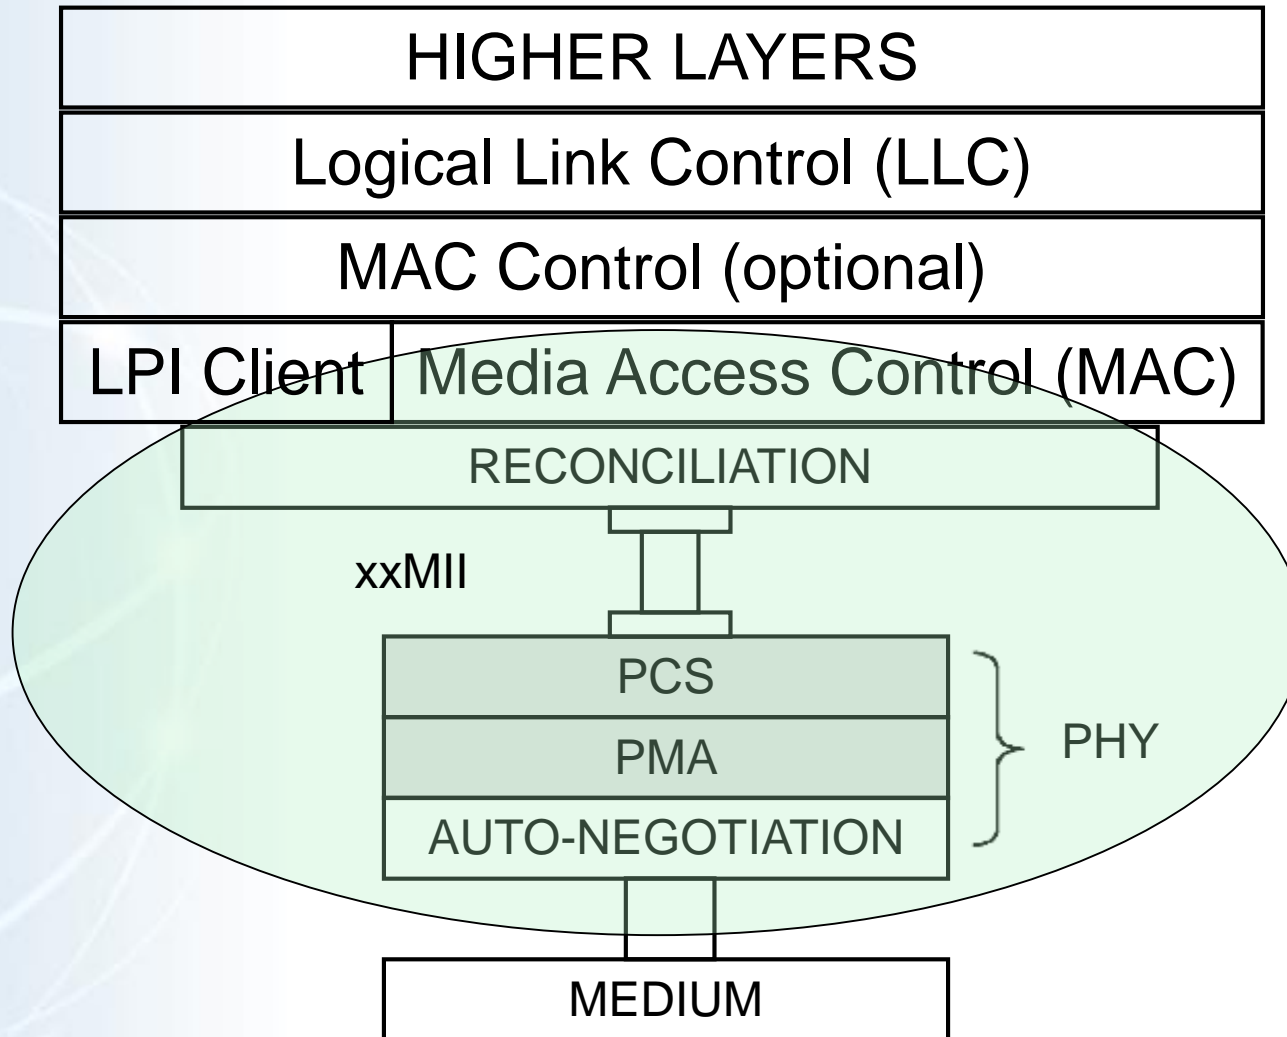 HIGHER LAYERS
Logical Link Control (LLC)
MAC Control (optional)
LPI Client
Media Access Control (MAC)
RECONCILIATION
xxMII
PCS
PMA
PHY
AUTO-NEGOTIATION
MEDIUM